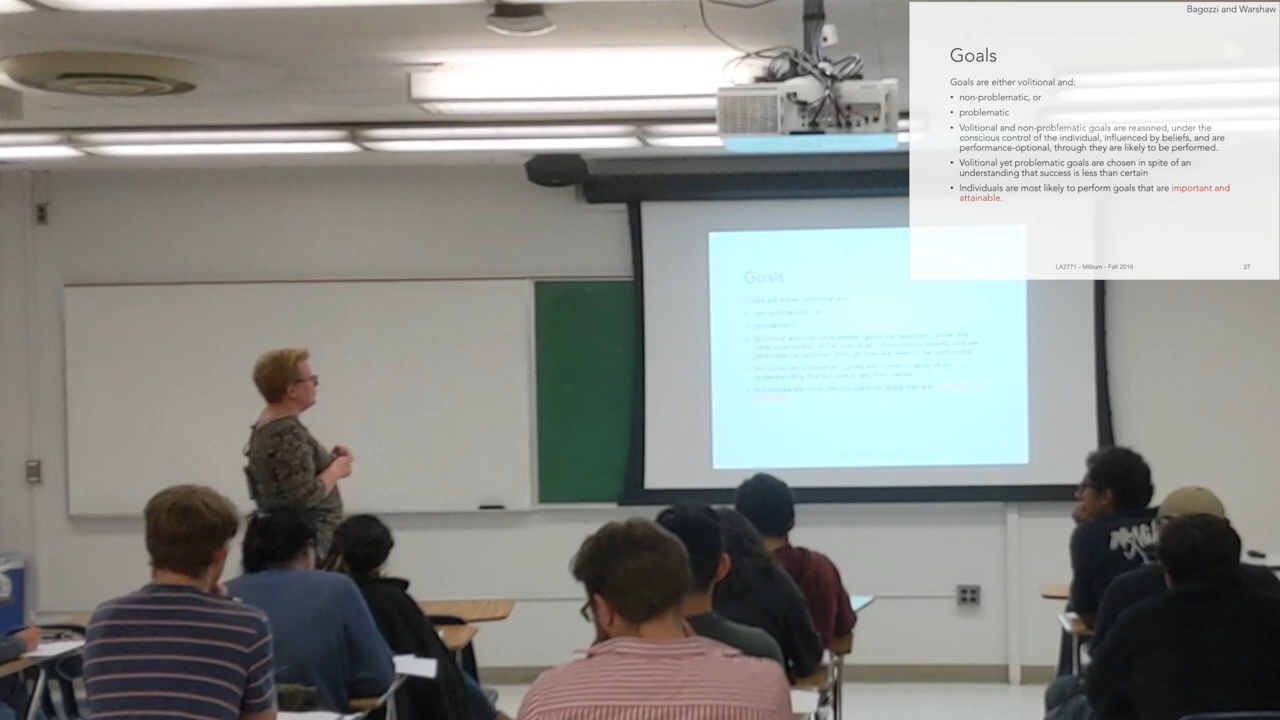 Bagozzi and Warshaw
Goals
Goals are either volitional and:
• non-problematic, or
• problematic
• Volitional and non-problematic goals are reasoned, under the
conscious control of the individual, influenced by beliefs, and are
performance-optional, through they are likely to be performed.
• Volitional yet problematic goals are chosen in spite of an
understanding that success is less than certain
• Individuals are most likely to perform goals that are important and
attainable.
LA2771 - Milburn - Fall 2019
27
Goals